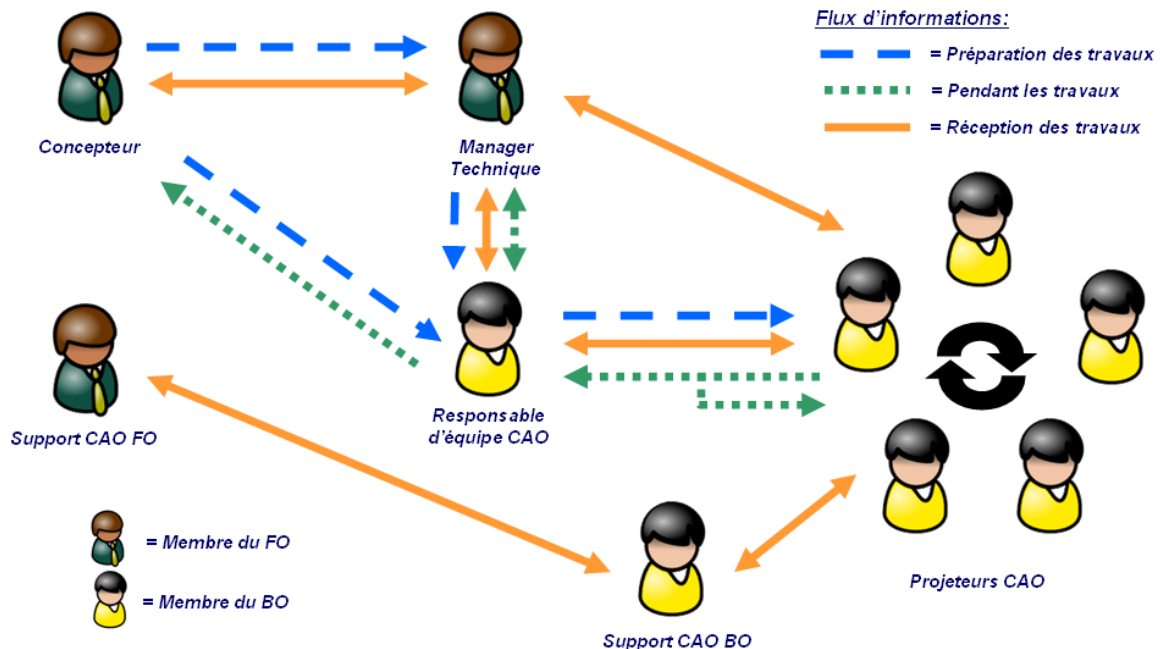 Flux d'informations:
= Préparation des travaux
= Pendant les travaux
= Réception des travaux
Concepteur
Manager
Technique
Support CAO FO
Responsable
d'équipe CAO
= Membre du FO
= Membre du BO
Projeteurs CAO
Support CAO BO